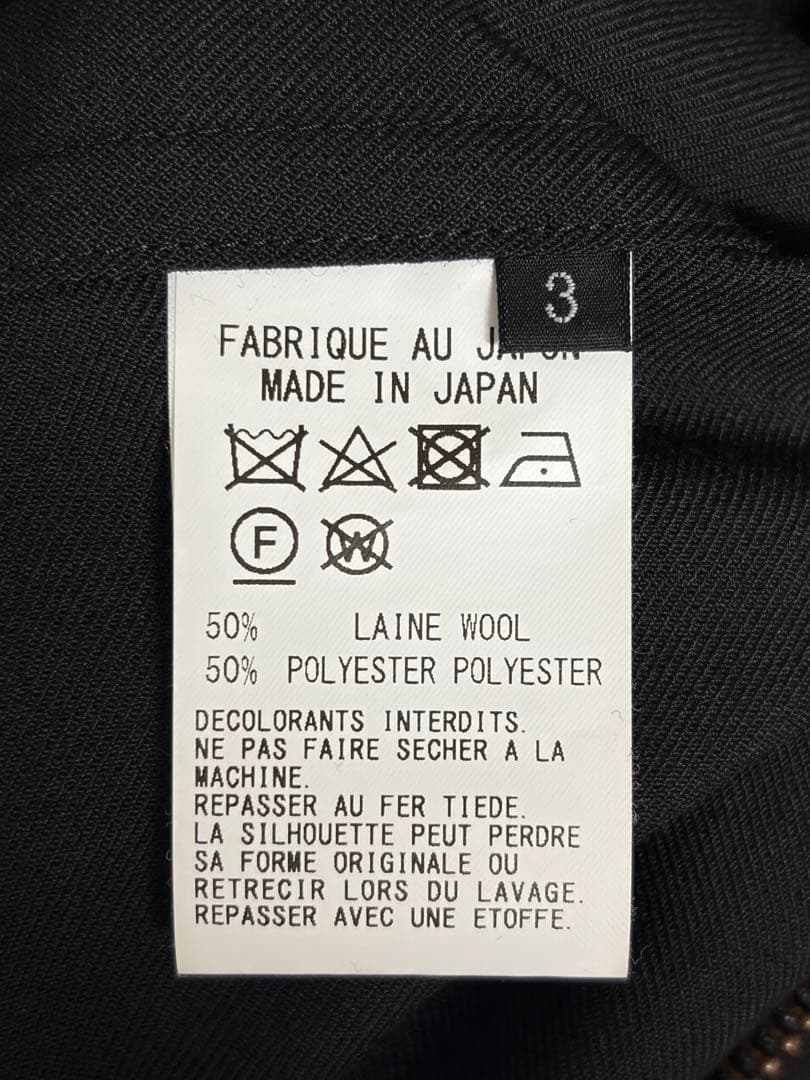 3
FABRIQUE AU JAPON
MADE IN JAPAN
F W
50% LAINE WOOL
50% POLYESTER POLYESTER
DECOLORANTS INTERDITS.
NE PAS FAIRE SECHER A LA
MACHINE.
REPASSER AU FER TIEDE.
LA SILHOUETTE PEUT PERDRE
SA FORME ORIGINALE OU
RETRECIR LORS DU LAVAGE.
REPASSER AVEC UNE ETOFFE.